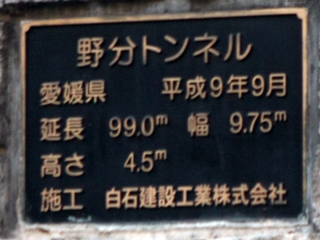 野分トンネル
愛媛県 平成9年9月
延長 99.0m 幅 9.75m
高さ 4.5m
施工 白石建設工業株式会社